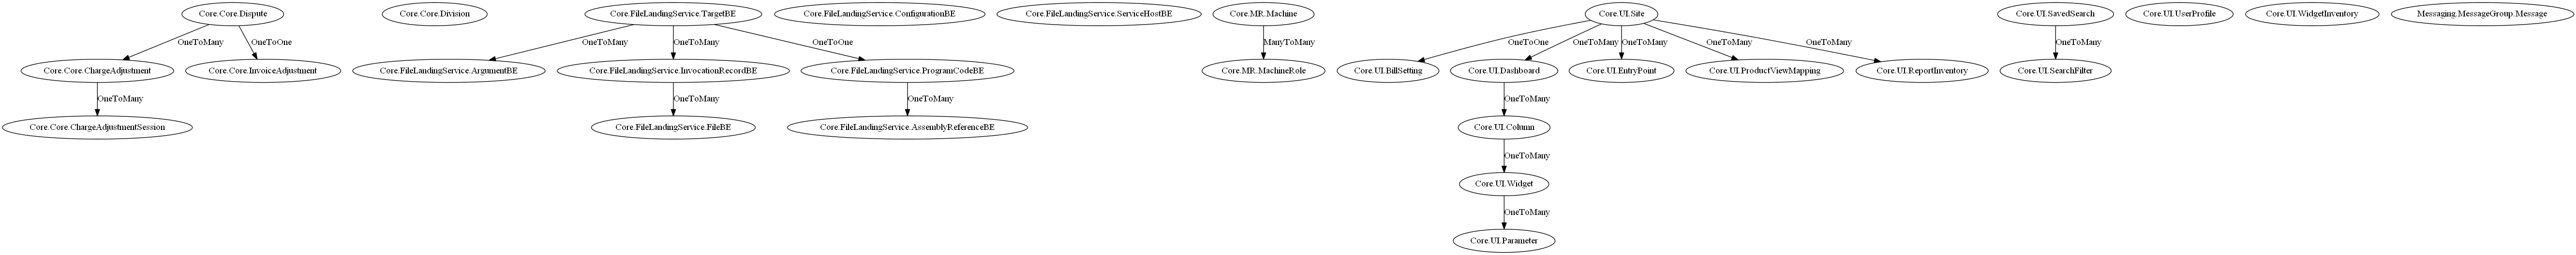 Core.Core.Dispute
Core.Core.Division
Core.FileLandingService.TargetBE
Core.FileLandingService.ConfigurationBE
Core.FileLandingService.ServiceHostBE
Core.MR.Machine
Core.UI.Site
Core.UI.SavedSearch
Core.UI.UserProfile
Core.UI.WidgetInventory
Messaging.MessageGroup.Message
OneToMany
OneToOne
OneToMany
OneToMany
OneToOne
ManyToMany
OneToOne
OneToMany
OneToMany
OneToMany
OneToMany
OneToMany
Core.Core.ChargeAdjustment
Core.Core.InvoiceAdjustment
Core.FileLandingService.ArgumentBE
Core.FileLandingService.InvocationRecordBE
Core.FileLandingService.ProgramCodeBE
Core.MR.MachineRole
Core.UI.BillSetting
Core.UI.Dashboard
Core.UI.EntryPoint
Core.UI.ProductViewMapping
Core.UI.ReportInventory
Core.UI.SearchFilter
OneToMany
OneToMany
OneToMany
OneToMany
Core.Core.ChargeAdjustmentSession
Core.FileLandingService.FileBE
Core.FileLandingService.AssemblyReferenceBE
Core.UI.Column
OneToMany
Core.UI.Widget
OneToMany
Core.UI.Parameter